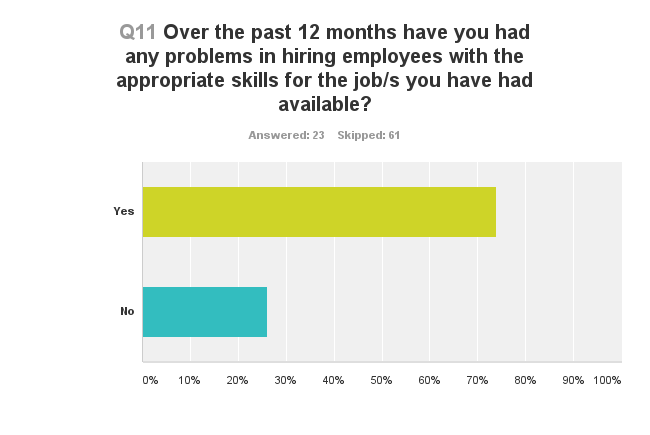 Q11 Over the past 12 months have you had
any problems in hiring employees with the
appropriate skills for the job/s you have had
available?
Answered: 23 Skipped: 61
Yes
No
0% 10% 20% 30% 40% 50% 60% 70% 80% 90% 100%